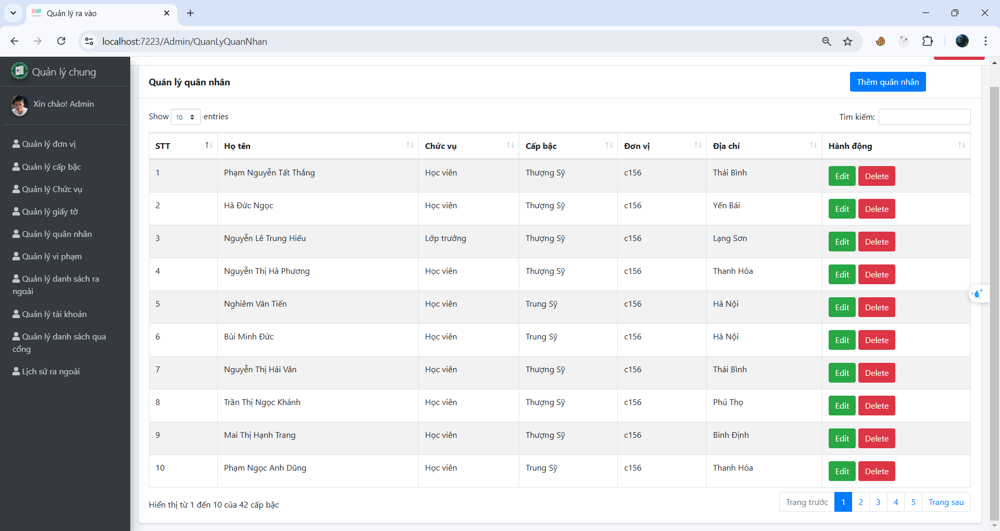 Quản lý ra vào
localhost:7223/Admin/QuanLyQuanNhan
Quản lý chung
Xin chào! Admin
Quản lý đơn vị
Quản lý cấp bậc
Quản lý Chức vụ
Quản lý giấy tờ
Quản lý quân nhân
Quản lý vi phạm
Quản lý danh sách ra
ngoài
Quản lý tài khoản
Quản lý danh sách qua
cổng
Lịch sử ra ngoài
Quản lý quân nhân
Thêm quân nhân
Show 10 entries
Tìm kiếm:
STT Họ tên Chức vụ Cấp bậc Đơn vị Địa chỉ Hành động
1 Phạm Nguyễn Tất Thắng Học viên Thượng Sỹ c156 Thái Bình Edit Delete
2 Hà Đức Ngọc Học viên Thượng Sỹ c156 Yến Bái Edit Delete
3 Nguyễn Lê Trung Hiếu Lớp trưởng Thượng Sỹ c156 Lạng Sơn Edit Delete
4 Nguyễn Thị Hà Phương Học viên Thượng Sỹ c156 Thanh Hóa Edit Delete
5 Nghiêm Văn Tiến Học viên Trung Sỹ c156 Hà Nội Edit Delete
6 Bùi Minh Đức Học viên Trung Sỹ c156 Hà Nội Edit Delete
7 Nguyễn Thị Hải Vân Học viên Thượng Sỹ c156 Thái Bình Edit Delete
8 Trần Thị Ngọc Khánh Học viên Thượng Sỹ c156 Phú Thọ Edit Delete
9 Mai Thị Hạnh Trang Học viên Thượng Sỹ c156 Bình Định Edit Delete
10 Phạm Ngọc Anh Dũng Học viên Trung Sỹ c156 Thanh Hóa Edit Delete
Hiển thị từ 1 đến 10 của 42 cấp bậc
Trang trước 1 2 3 4 5 Trang sau